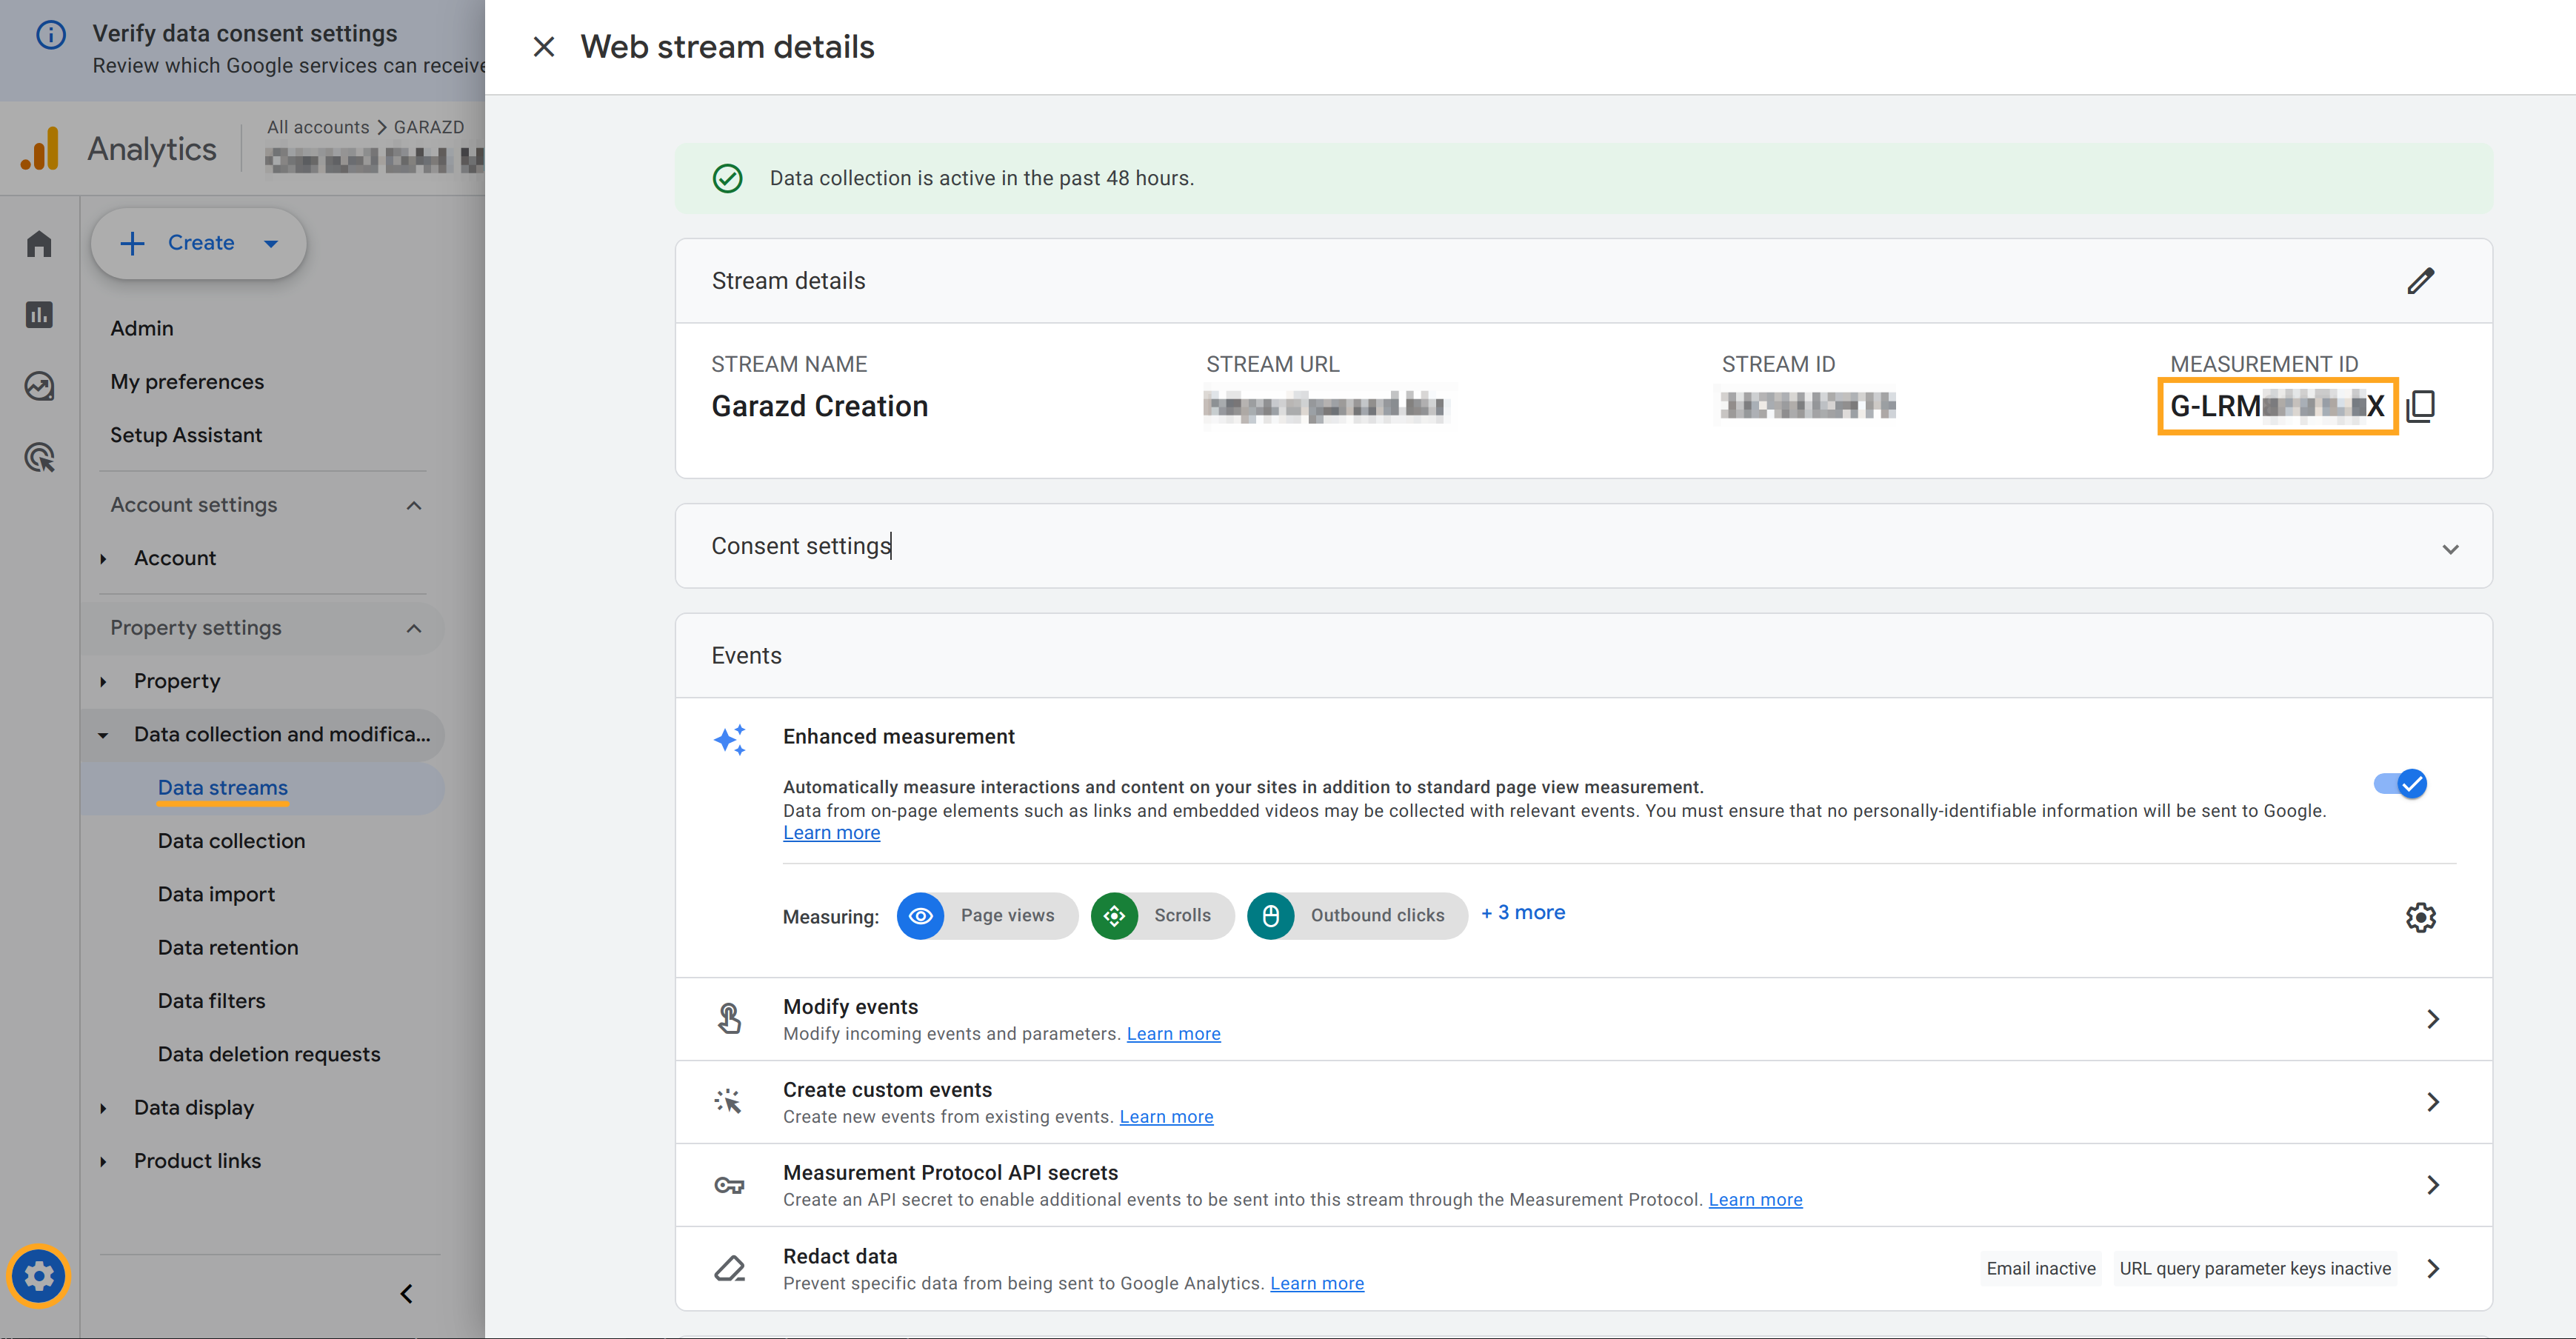 Verify data consent settings
Review which Google services can receive
Analytics
All accounts > GARAZD
Create
Admin
My preferences
Setup Assistant
Account settings
Account
Property settings
Property
Data collection and modifica...
Data streams
Data collection
Data import
Data retention
Data filters
Data deletion requests
Data display
Product links
Web stream details
Data collection is active in the past 48 hours.
Stream details
STREAM NAME
Garazd Creation
STREAM URL
STREAM ID
MEASUREMENT ID
G-LRM X
Consent settings
Events
Enhanced measurement
Automatically measure interactions and content on your sites in addition to standard page view measurement.
Data from on-page elements such as links and embedded videos may be collected with relevant events. You must ensure that no personally-identifiable information will be sent to Google.
Learn more
Measuring: Page views Scrolls Outbound clicks + 3 more
Modify events
Modify incoming events and parameters. Learn more
Create custom events
Create new events from existing events. Learn more
Measurement Protocol API secrets
Create an API secret to enable additional events to be sent into this stream through the Measurement Protocol. Learn more
Redact data
Prevent specific data from being sent to Google Analytics. Learn more
Email inactive URL query parameter keys inactive